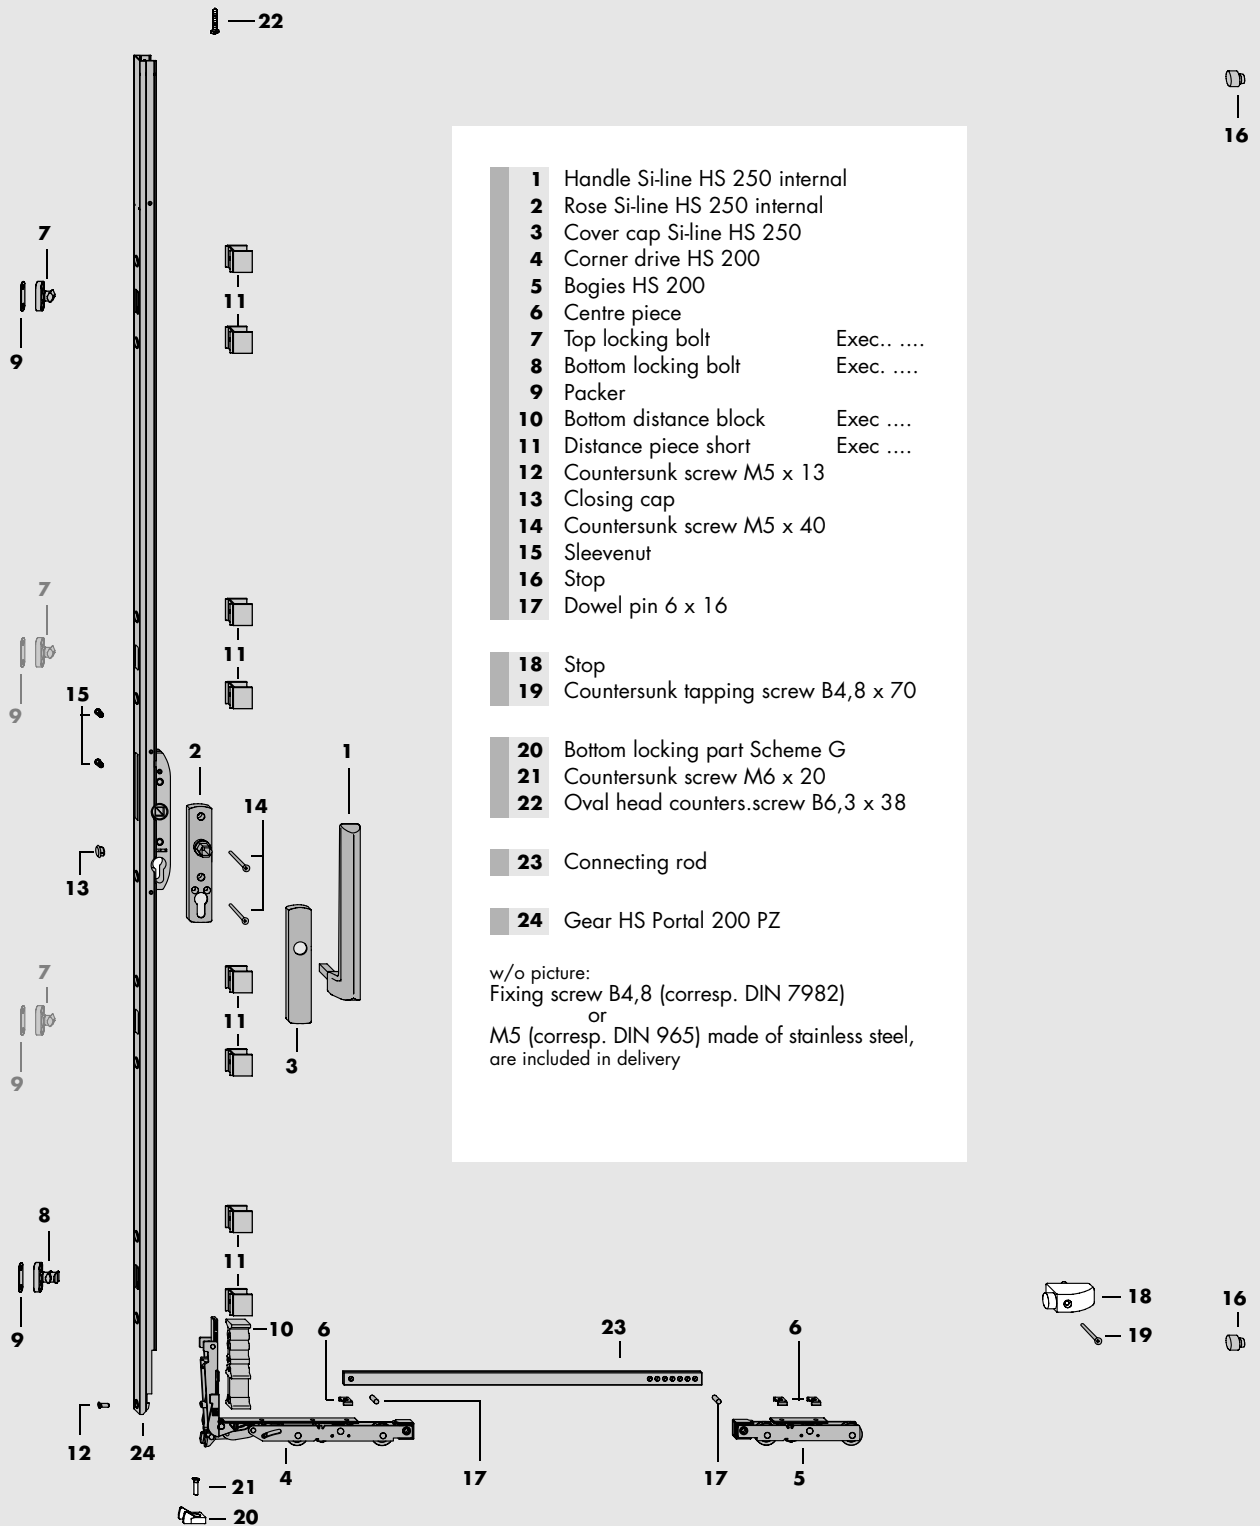 22
16
1 Handle Si-line HS 250 internal
2 Rose Si-line HS 250 internal
3 Cover cap Si-line HS 250
4 Corner drive HS 200
5 Bogies HS 200
6 Centre piece
7 Top locking bolt Exec.. ....
8 Bottom locking bolt Exec. ....
9 Packer
10 Bottom distance block Exec ....
11 Distance piece short Exec ....
12 Countersunk screw M5 x 13
13 Closing cap
14 Countersunk screw M5 x 40
15 Sleevenut
16 Stop
17 Dowel pin 6 x 16
18 Stop
19 Countersunk tapping screw B4,8 x 70
20 Bottom locking part Scheme G
21 Countersunk screw M6 x 20
22 Oval head counters.screw B6,3 x 38
23 Connecting rod
24 Gear HS Portal 200 PZ
w/o picture:
Fixing screw B4,8 (corresp. DIN 7982)
or
M5 (corresp. DIN 965) made of stainless steel,
are included in delivery
7
11
9
7
11
9
15
2
1
14
13
7
11
9
3
8
11
9
10
6
23
6
18
16
19
12
24
4
17
17
5
21
20